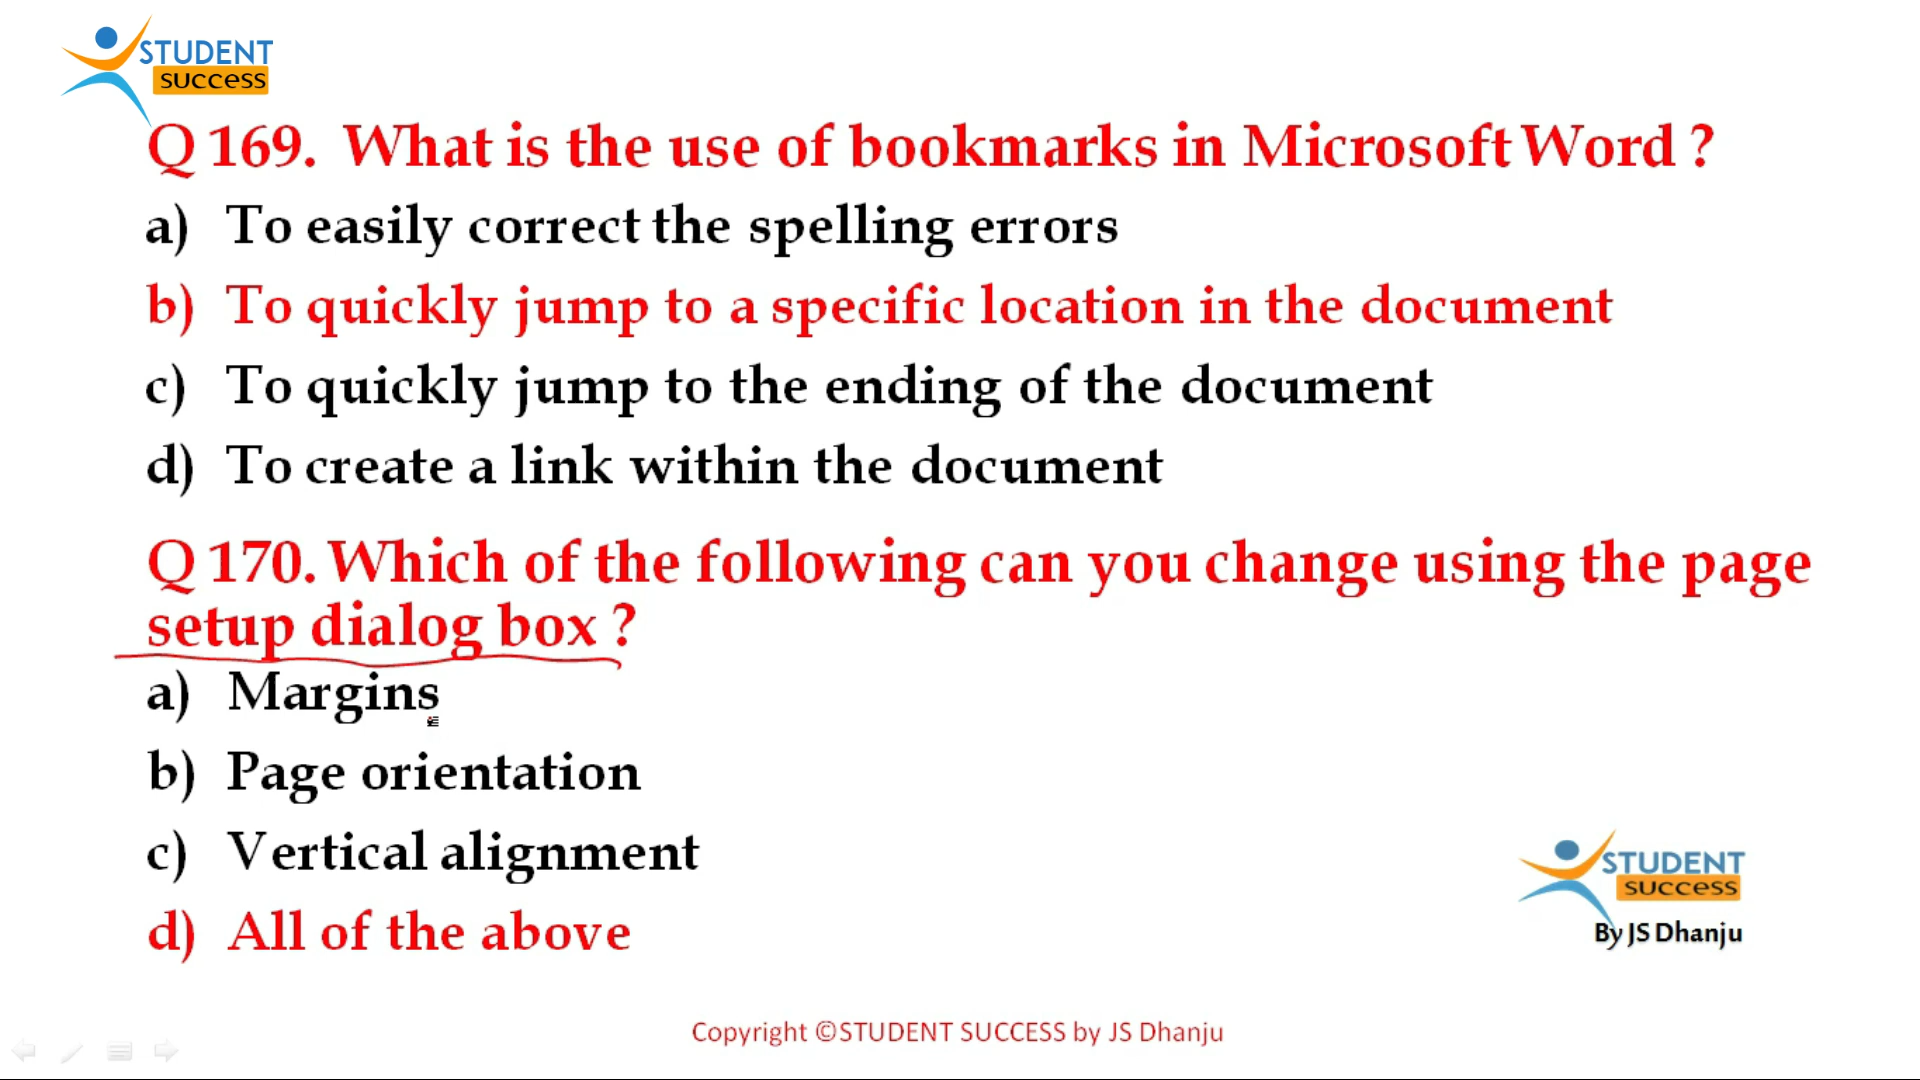 STUDENT
SUCCESS
Q 169. What is the use of bookmarks in Microsoft Word ?
a) To easily correct the spelling errors
b) To quickly jump to a specific location in the document
c) To quickly jump to the ending of the document
d) To create a link within the document
Q 170. Which of the following can you change using the page
setup dialog box ?
a) Margins
b) Page orientation
c) Vertical alignment
d) All of the above
STUDENT
SUCCESS
By JS Dhanju
Copyright ©STUDENT SUCCESS by JS Dhanju